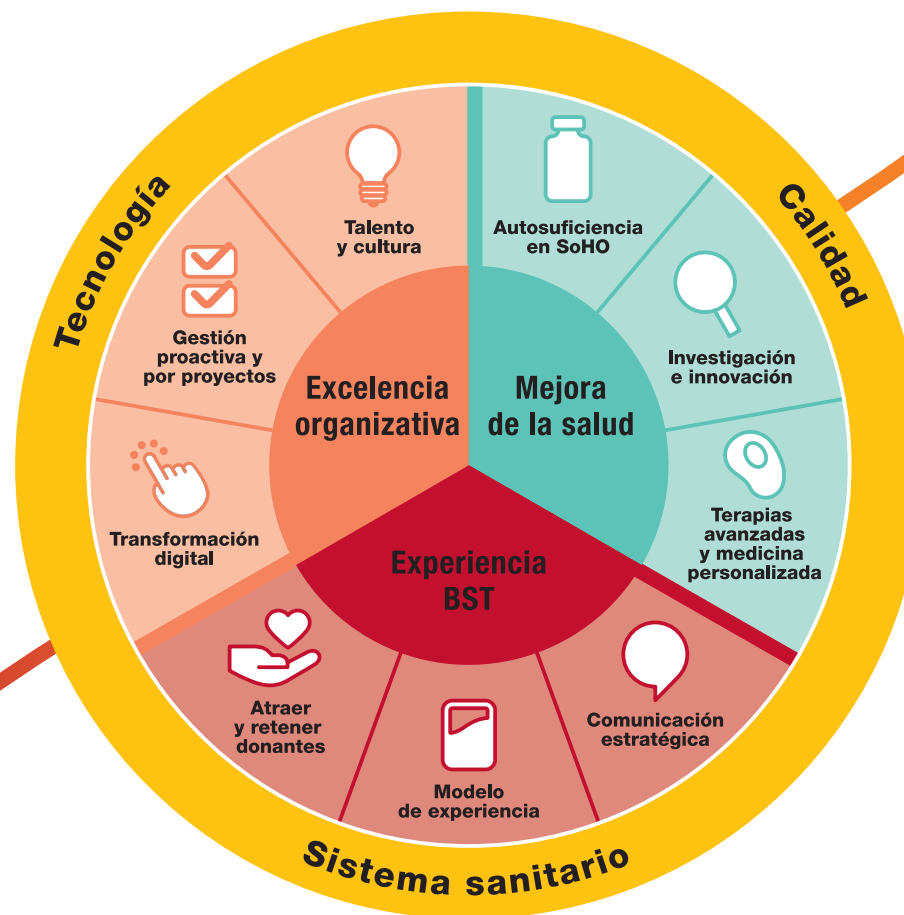 Tecnología
Calidad
Sistema sanitario
Excelencia
organizativa
Mejora
de la salud
Experiencia
BST
Talento
y cultura
Gestión
proactiva y
por proyectos
Transformación
digital
Autosuficiencia
en SoHO
Investigación
e innovación
Terapias
avanzadas
y medicina
personalizada
Atraer
y retener
donantes
Modelo
de experiencia
Comunicación
estratégica